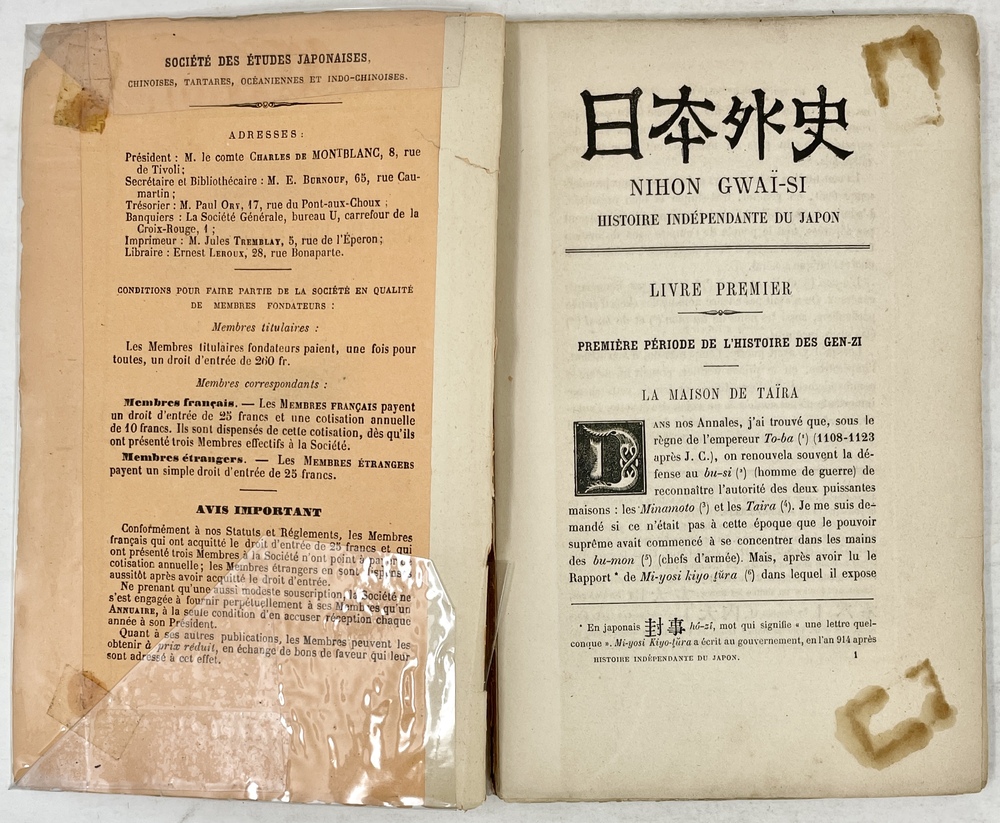 SOCIÉTÉ DES ÉTUDES JAPONAISES,
CHINOISES, TARTARES, OCÉANIENNES ET INDO-CHINOISES.
ADRESSES :
Président : M. le comte CHARLES DE MONTBLANC, 8, rue
de Tivoli;
Secrétaire et Bibliothécaire : M. E. BURNOUF, 65, rue Cau-
martin ;
Trésorier : M. Paul ORY, 17, rue du Pont-aux-Choux ;
Banquiers : La Société Générale, bureau U, carrefour de la
Croix-Rouge, 1 ;
Imprimeur : M. Jules TREMBLAY, 5, rue de l'Éperon;
Libraire : Ernest LEROUX, 28, rue Bonaparte.
CONDITIONS POUR FAIRE PARTIE DE LA SOCIÉTÉ EN QUALITÉ
DE MEMBRES FONDATEURS :
Membres titulaires :
Les Membres titulaires fondateurs paient, une fois pour
toutes, un droit d'entrée de 260 fr.
Membres correspondants :
Membres français. — Les MEMBRES FRANÇAIS payent
un droit d'entrée de 25 francs et une cotisation annuelle
de 10 francs. Ils sont dispensés de cette cotisation, dès qu'ils
ont présenté trois Membres effectifs à la Société.
Membres étrangers. — Les MEMBRES ÉTRANGERS
payent un simple droit d'entrée de 25 francs.
AVIS IMPORTANT
Conformément à nos Statuts et Réglements, les Membres
français qui ont acquitté le droit d'entrée de 25 francs et qui
ont présenté trois Membres à la Société n'ont point à payer
cotisation annuelle; les Membres étrangers en sont dispensés
aussitôt après avoir acquitté le droit d'entrée.
Ne prenant qu'une aussi modeste souscription, la Société ne
s'est engagée à fournir perpétuellement à ses Membres qu'un
ANNUAIRE, à la seule condition d'en accuser réception chaque
année à son Président.
Quant à ses autres publications, les Membres peuvent les
obtenir à prix réduit, en échange de bons de faveur qui leur
sont adressé à cet effet.
日本外史
NIHON GWAÏ-SI
HISTOIRE INDÉPENDANTE DU JAPON
LIVRE PREMIER
PREMIÈRE PÉRIODE DE L'HISTOIRE DES GEN-ZI
LA MAISON DE TAÏRA
DANS nos Annales, j'ai trouvé que, sous le
règne de l'empereur To-ba (¹) (1108-1123
après J. C.), on renouvela souvent la dé-
fense au bu-si (²) (homme de guerre) de
reconnaître l'autorité des deux puissantes
maisons : les Minamoto (³) et les Taira (⁴). Je me suis de-
mandé si ce n'était pas à cette époque que le pouvoir
suprême avait commencé à se concentrer dans les mains
des bu-mon (⁵) (chefs d'armée). Mais, après avoir lu le
Rapport * de Mi-yosi kiyo-ṭüra (⁶) dans lequel il expose
* En japonais 封事 hô-zi, mot qui signifie « une lettre quel-
conque ». Mi-yosi Kiyo-ṭüra a écrit au gouvernement, en l'an 914 après
HISTOIRE INDÉPENDANTE DU JAPON. 1